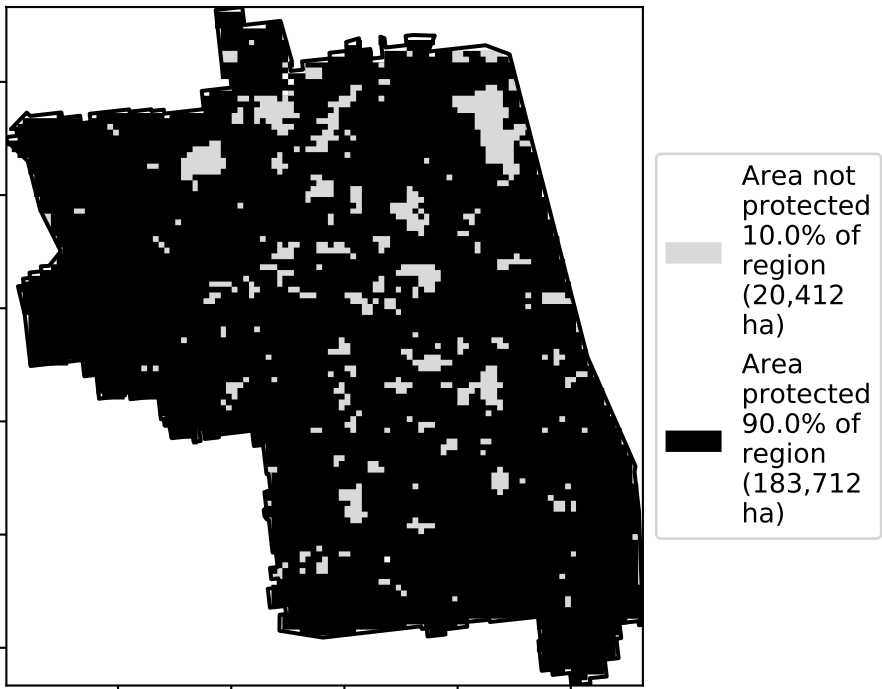 Area not
protected
10.0% of
region
(20,412
ha)
Area
protected
90.0% of
region
(183,712
ha)